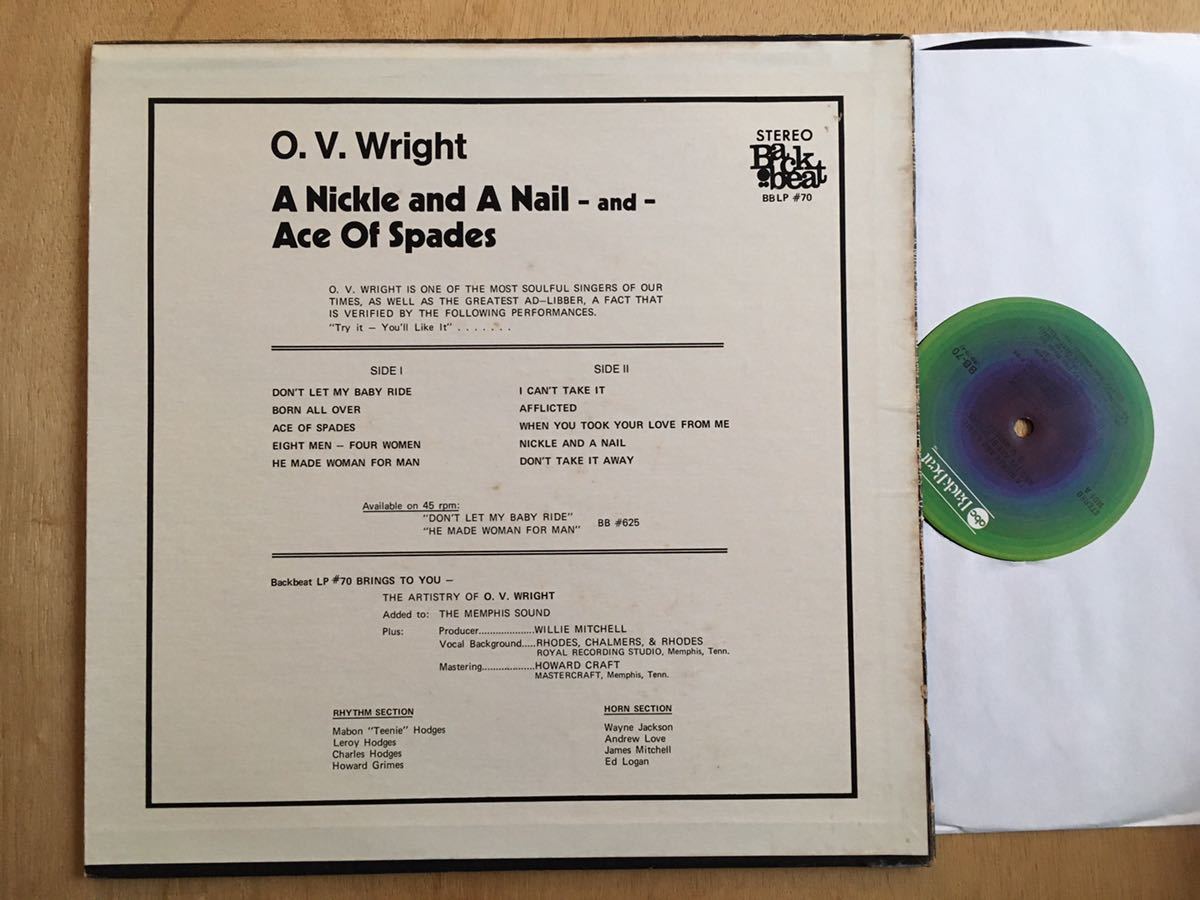 O. V. Wright
A Nickle and A Nail - and -
Ace Of Spades
STEREO
Back
beat
BBLP #70
O. V. WRIGHT IS ONE OF THE MOST SOULFUL SINGERS OF OUR
TIMES, AS WELL AS THE GREATEST AD-LIBBER, A FACT THAT
IS VERIFIED BY THE FOLLOWING PERFORMANCES.
"Try it — You'll Like It" . . . . . . .
SIDE I
DON'T LET MY BABY RIDE
BORN ALL OVER
ACE OF SPADES
EIGHT MEN — FOUR WOMEN
HE MADE WOMAN FOR MAN
SIDE II
I CAN'T TAKE IT
AFFLICTED
WHEN YOU TOOK YOUR LOVE FROM ME
NICKLE AND A NAIL
DON'T TAKE IT AWAY
Available on 45 rpm:
"DON'T LET MY BABY RIDE"
"HE MADE WOMAN FOR MAN"
BB #625
Backbeat LP #70 BRINGS TO YOU —
THE ARTISTRY OF O. V. WRIGHT
Added to: THE MEMPHIS SOUND
Plus: Producer....................WILLIE MITCHELL
Vocal Background.....RHODES, CHALMERS, & RHODES
ROYAL RECORDING STUDIO, Memphis, Tenn.
Mastering..................HOWARD CRAFT
MASTERCRAFT, Memphis, Tenn.
RHYTHM SECTION
Mabon "Teenie" Hodges
Leroy Hodges
Charles Hodges
Howard Grimes
HORN SECTION
Wayne Jackson
Andrew Love
James Mitchell
Ed Logan
BB-70
STEREO
abc
BackBeat